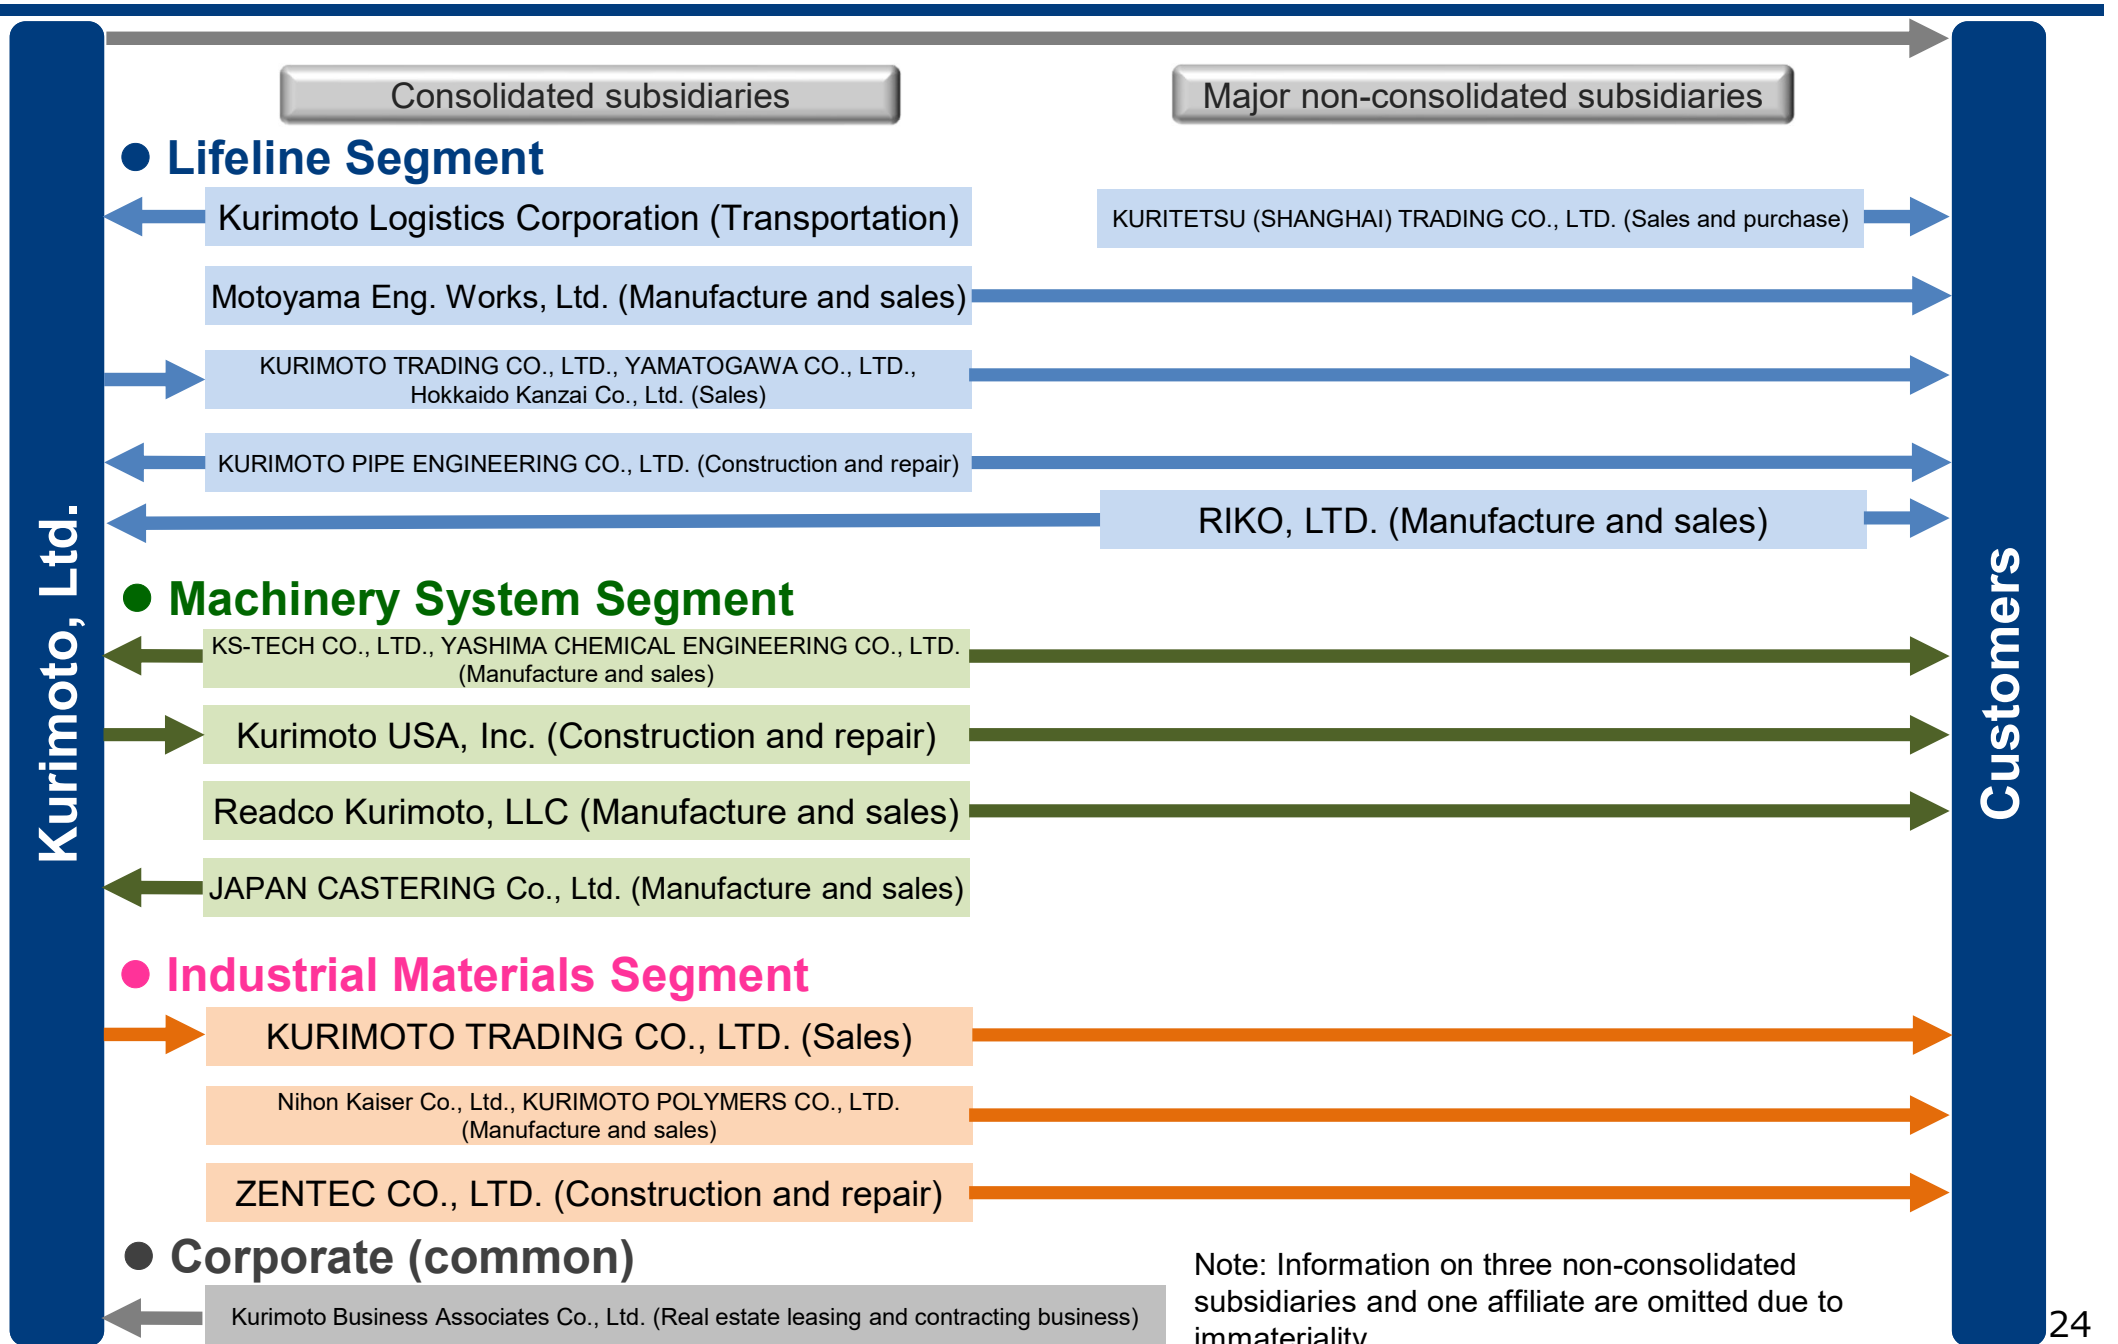 Consolidated subsidiaries
Major non-consolidated subsidiaries
Kurimoto, Ltd.
Customers
● Lifeline Segment
Kurimoto Logistics Corporation (Transportation)
KURITETSU (SHANGHAI) TRADING CO., LTD. (Sales and purchase)
Motoyama Eng. Works, Ltd. (Manufacture and sales)
KURIMOTO TRADING CO., LTD., YAMATOGAWA CO., LTD.,
Hokkaido Kanzai Co., Ltd. (Sales)
KURIMOTO PIPE ENGINEERING CO., LTD. (Construction and repair)
RIKO, LTD. (Manufacture and sales)
● Machinery System Segment
KS-TECH CO., LTD., YASHIMA CHEMICAL ENGINEERING CO., LTD.
(Manufacture and sales)
Kurimoto USA, Inc. (Construction and repair)
Readco Kurimoto, LLC (Manufacture and sales)
JAPAN CASTERING Co., Ltd. (Manufacture and sales)
● Industrial Materials Segment
KURIMOTO TRADING CO., LTD. (Sales)
Nihon Kaiser Co., Ltd., KURIMOTO POLYMERS CO., LTD.
(Manufacture and sales)
ZENTEC CO., LTD. (Construction and repair)
● Corporate (common)
Kurimoto Business Associates Co., Ltd. (Real estate leasing and contracting business)
Note: Information on three non-consolidated
subsidiaries and one affiliate are omitted due to
immateriality
24